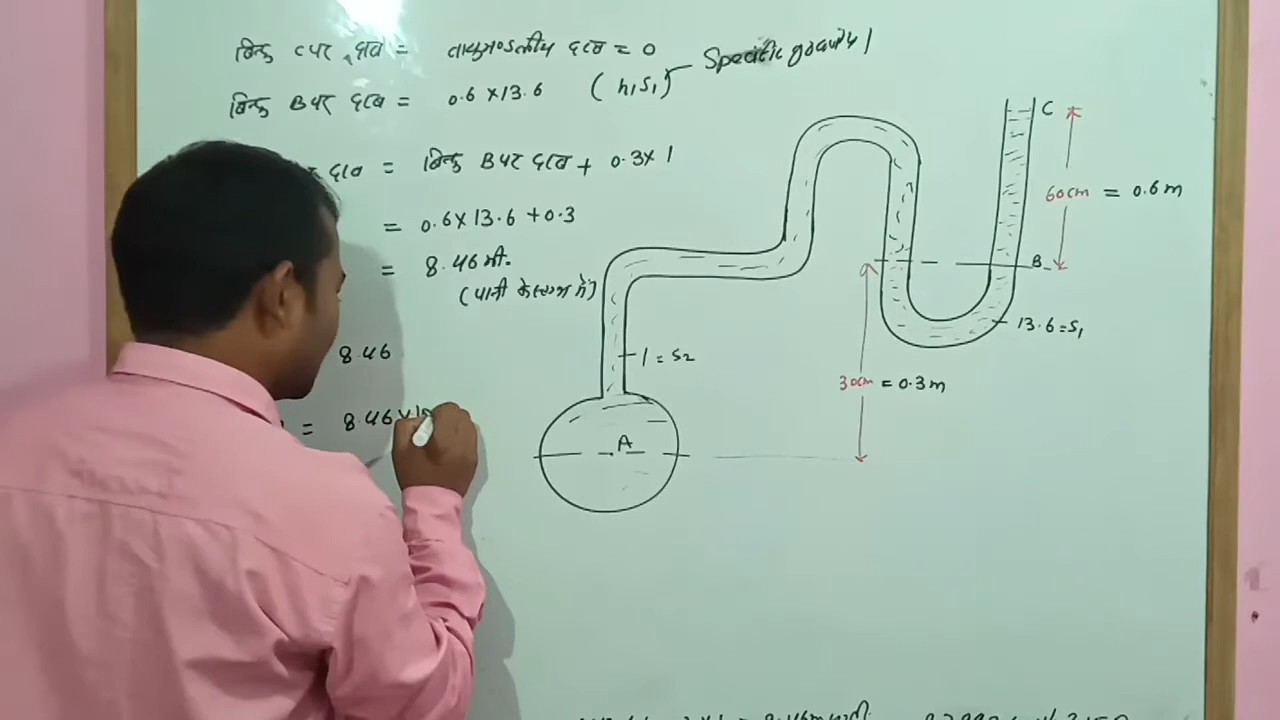 बिन्दु C पर दाब = वायुमण्डलीय दाब = 0
बिन्दु B पर दाब = 0.6 × 13.6 (h₁S₁) Specific gravity
दाब = बिन्दु B पर दाब + 0.3 × 1
= 0.6 × 13.6 + 0.3
= 8.46 मी.
(पानी के स्तम्भ में)
8.46
= 8.46 ×
C
60cm = 0.6 m
B
13.6 = S₁
1 = S₂
30cm = 0.3 m
A